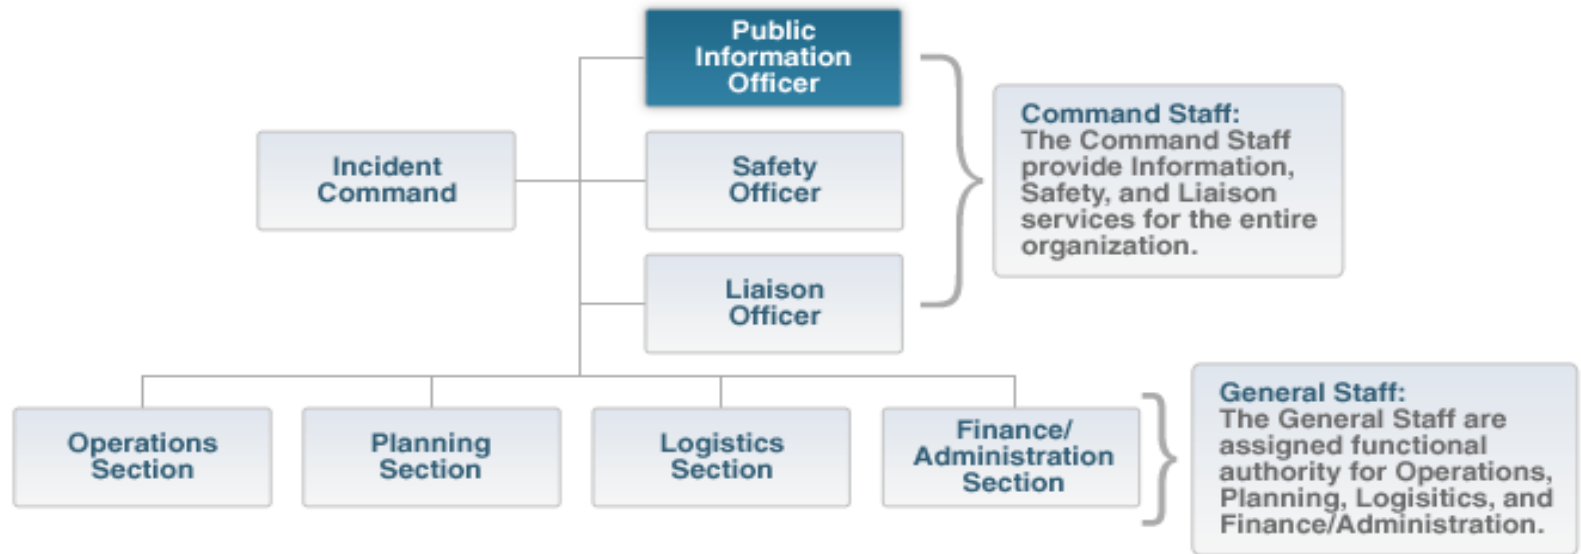 Public
Information
Officer
Incident
Command
Safety
Officer
Command Staff:
The Command Staff
provide Information,
Safety, and Liaison
services for the entire
organization.
Liaison
Officer
Operations
Section
Planning
Section
Logistics
Section
Finance/
Administration
Section
General Staff:
The General Staff are
assigned functional
authority for Operations,
Planning, Logisitics, and
Finance/Administration.